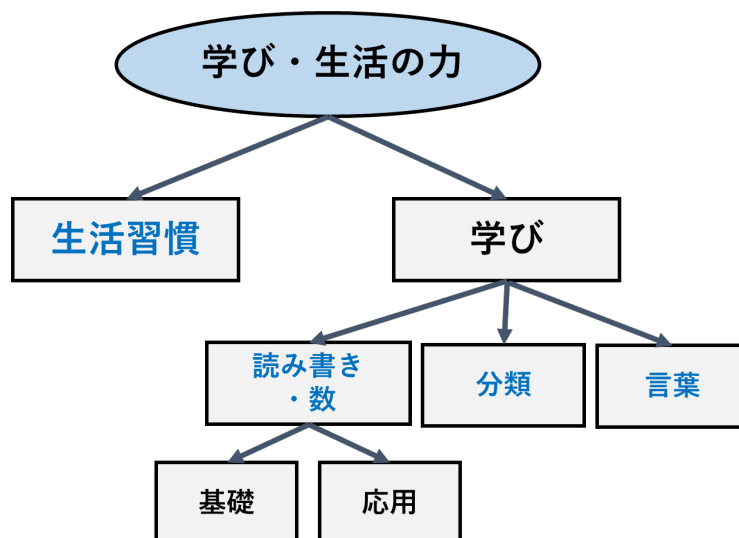 学び・生活の力
生活習慣
学び
読み書き
・数
分類
言葉
基礎
応用